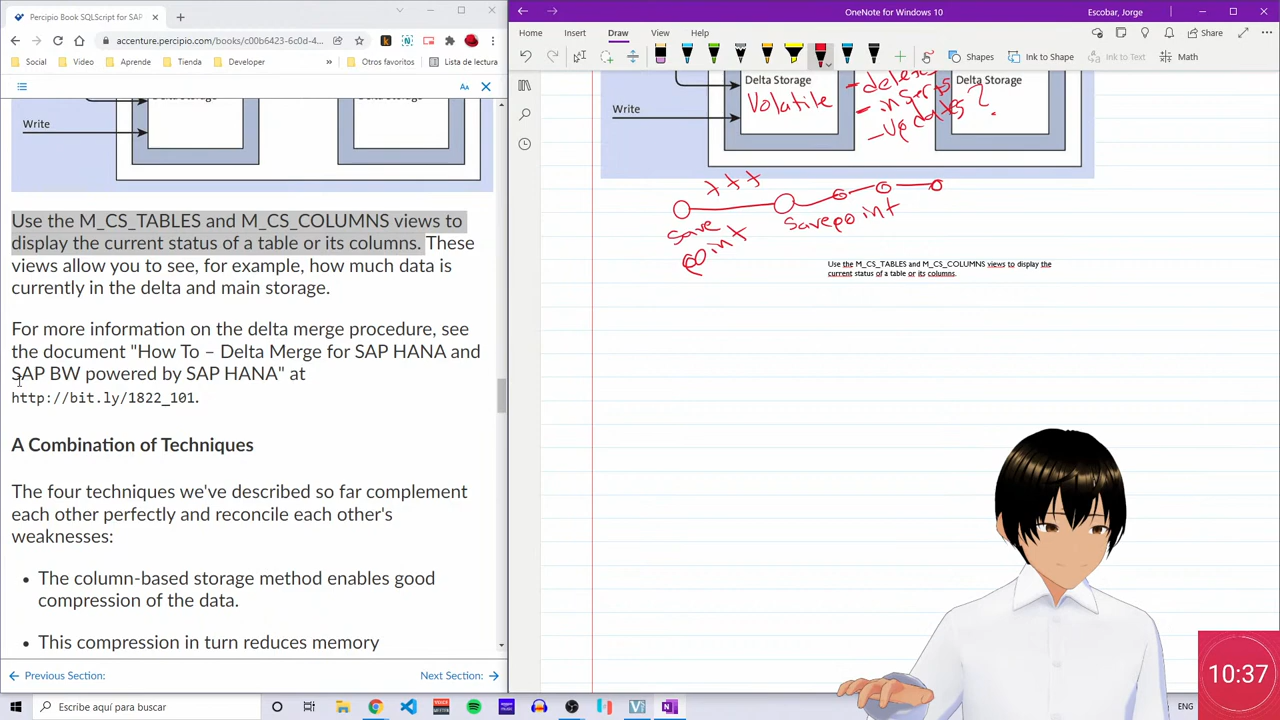 Percipio Book SQLScript for SAP
accenture.percipio.com/books/c00b6423-6c0d-4...
Social
Video
Aprende
Tienda
Developer
»
Otros favoritos
Lista de lectura
Delta Storage
Write
Use the M_CS_TABLES and M_CS_COLUMNS views to
display the current status of a table or its columns. These
views allow you to see, for example, how much data is
currently in the delta and main storage.
For more information on the delta merge procedure, see
the document "How To – Delta Merge for SAP HANA and
SAP BW powered by SAP HANA" at
http://bit.ly/1822_101.
A Combination of Techniques
The four techniques we've described so far complement
each other perfectly and reconcile each other's
weaknesses:
• The column-based storage method enables good
compression of the data.
• This compression in turn reduces memory
Previous Section:
Next Section:
OneNote for Windows 10
Escobar, Jorge
Home
Insert
Draw
View
Help
Share
Shapes
Ink to Shape
Ink to Text
Math
Delta Storage
Volatile
Write
- inserts
- updates ?
Delta Storage
Save
point
Savepoint
Use the M_CS_TABLES and M_CS_COLUMNS views to display the
current status of a table or its columns.
10:37
Escribe aquí para buscar
ENG